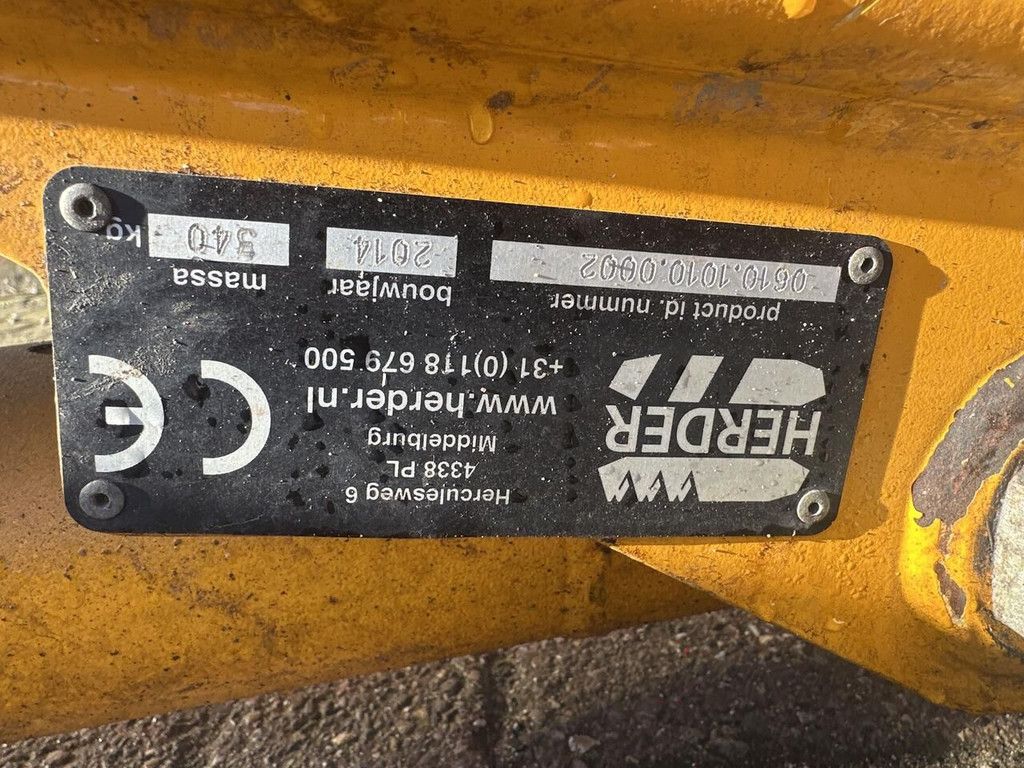 HERDER
Herculesweg 6
4338 PL
Middelburg
www.herder.nl
+31 (0)118 679 500
CE
product id. nummer
0610.1010.0002
bouwjaar
2014
massa
340 kg